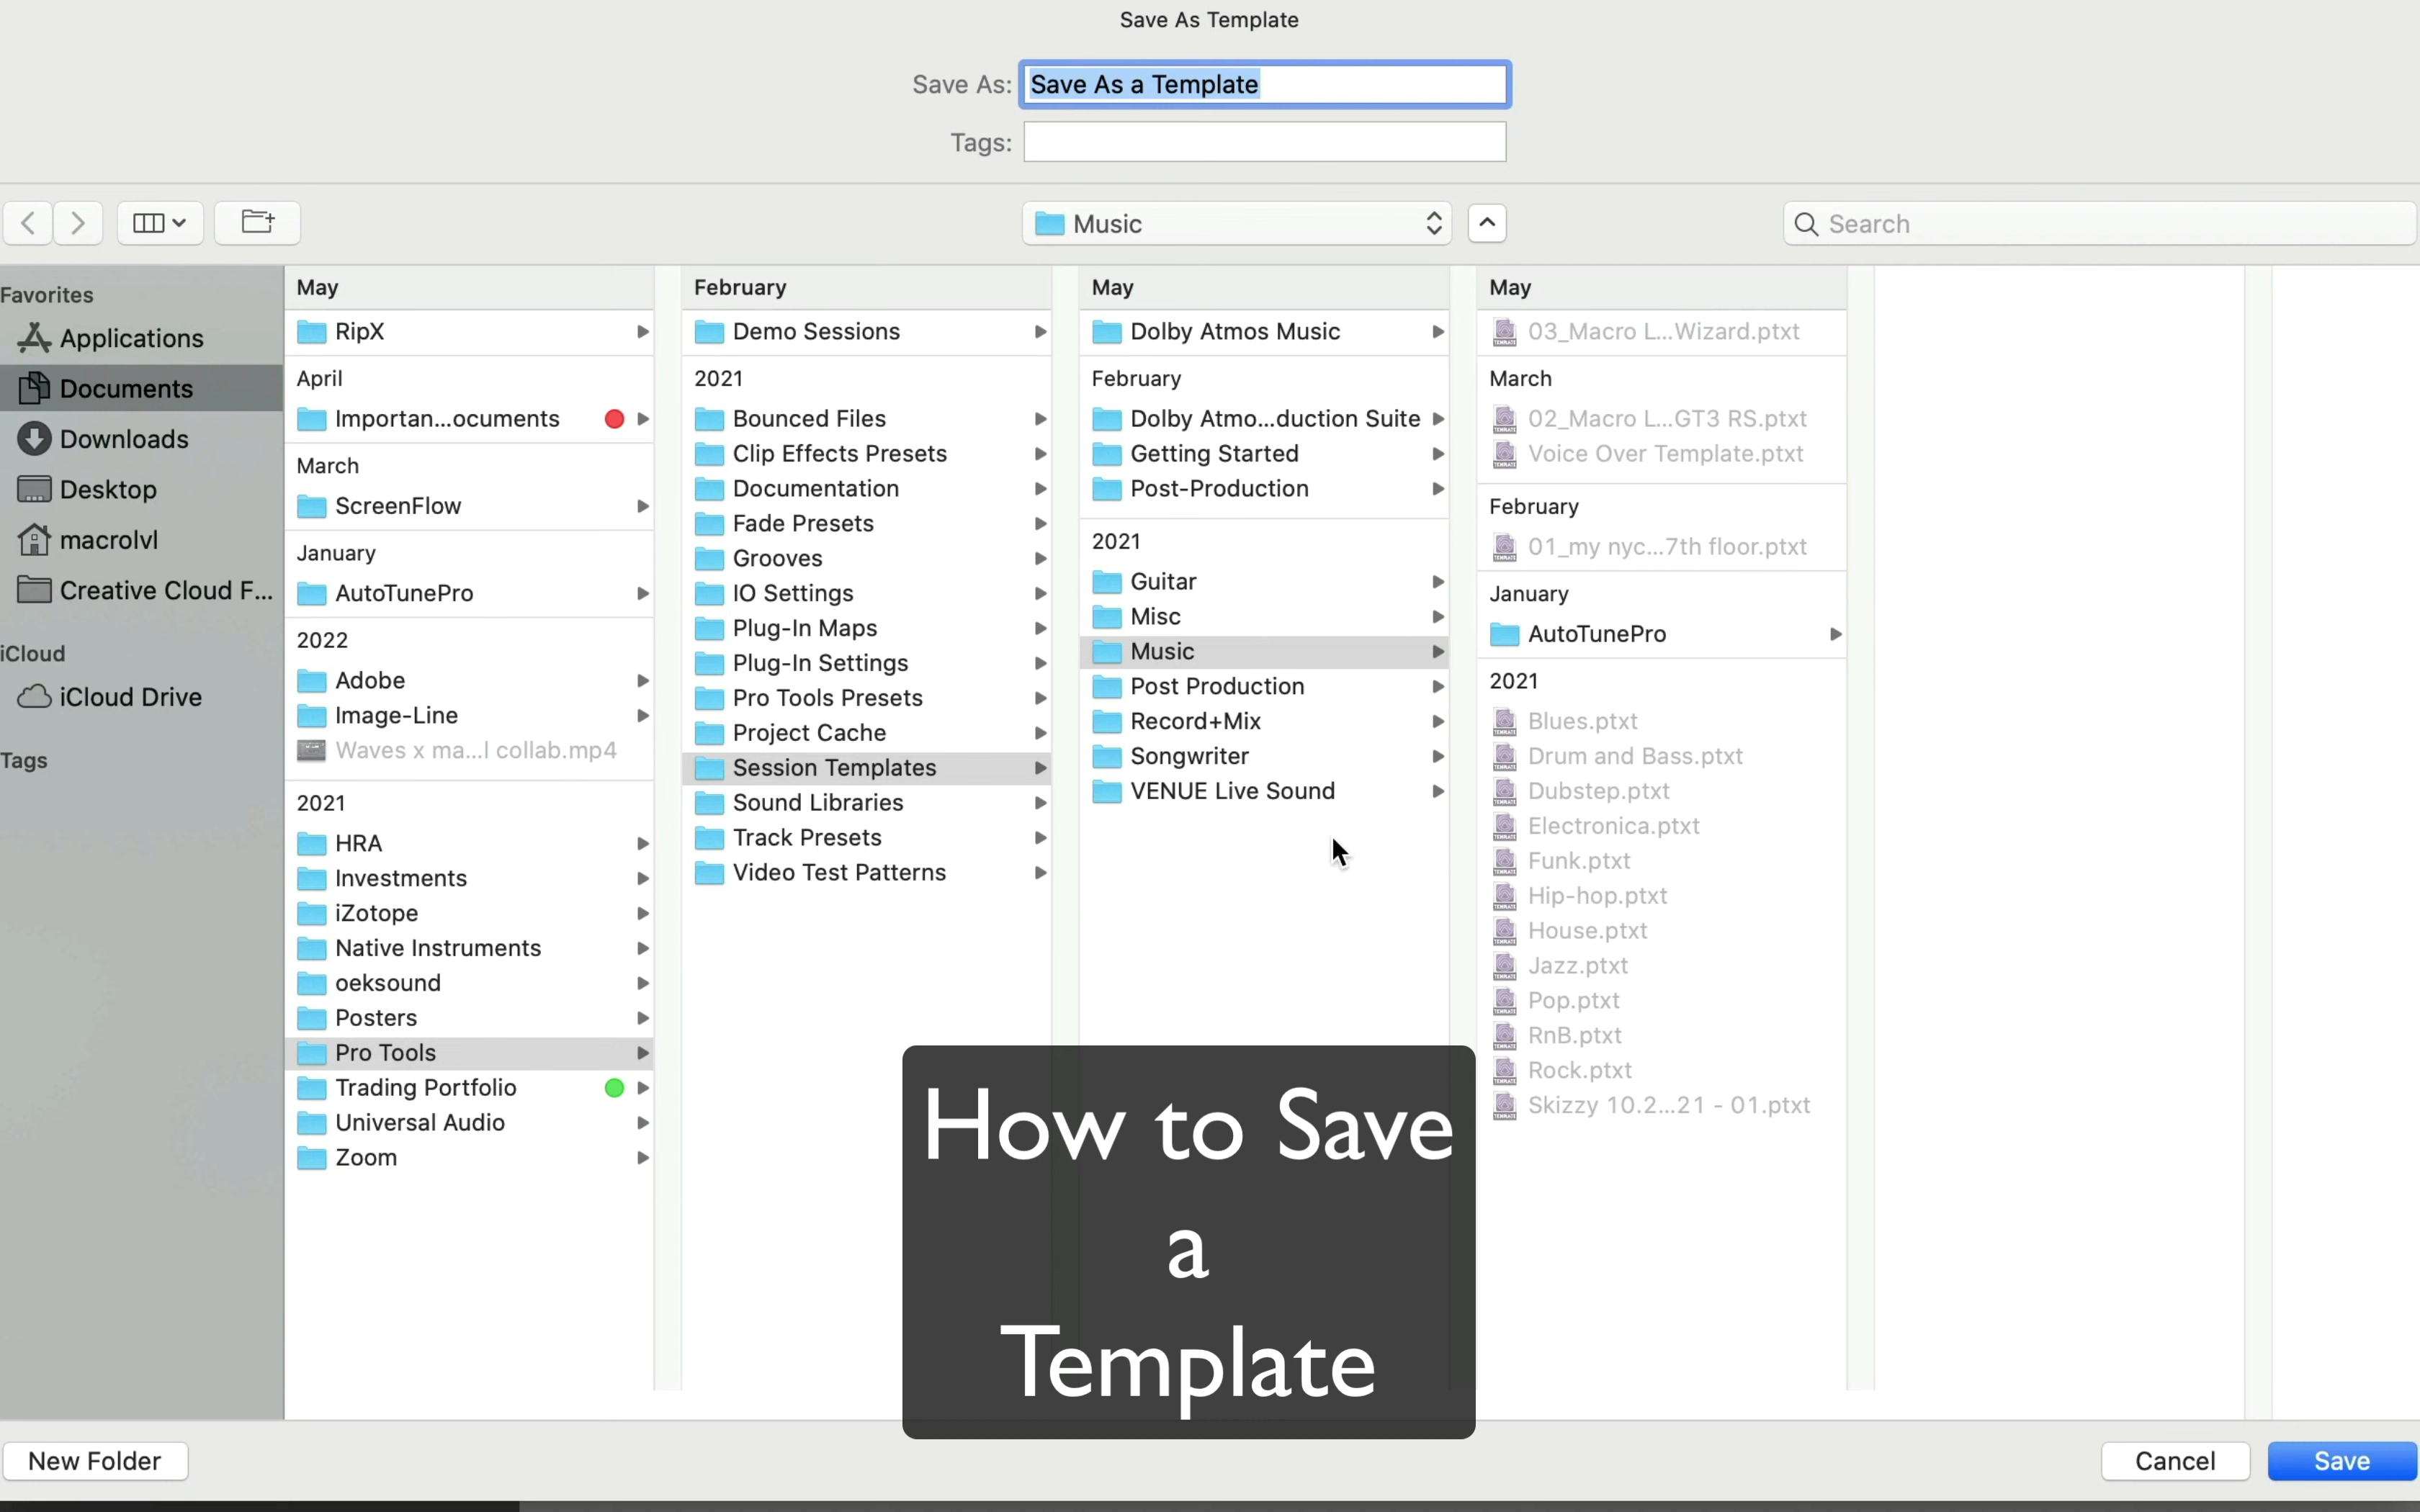 Save As Template
Save As: Save As a Template
Tags:
Music
Search
Favorites
Applications
Documents
Downloads
Desktop
macrolvl
Creative Cloud F...
iCloud
iCloud Drive
Tags
May
RipX
April
Importan...ocuments
March
ScreenFlow
January
AutoTunePro
2022
Adobe
Image-Line
Waves x ma...l collab.mp4
2021
HRA
Investments
iZotope
Native Instruments
oeksound
Posters
Pro Tools
Trading Portfolio
Universal Audio
Zoom
February
Demo Sessions
2021
Bounced Files
Clip Effects Presets
Documentation
Fade Presets
Grooves
IO Settings
Plug-In Maps
Plug-In Settings
Pro Tools Presets
Project Cache
Session Templates
Sound Libraries
Track Presets
Video Test Patterns
May
Dolby Atmos Music
February
Dolby Atmo...duction Suite
Getting Started
Post-Production
2021
Guitar
Misc
Music
Post Production
Record+Mix
Songwriter
VENUE Live Sound
May
03_Macro L...Wizard.ptxt
March
02_Macro L...GT3 RS.ptxt
Voice Over Template.ptxt
February
01_my nyc...7th floor.ptxt
January
AutoTunePro
2021
Blues.ptxt
Drum and Bass.ptxt
Dubstep.ptxt
Electronica.ptxt
Funk.ptxt
Hip-hop.ptxt
House.ptxt
Jazz.ptxt
Pop.ptxt
RnB.ptxt
Rock.ptxt
Skizzy 10.2...21 - 01.ptxt
How to Save
a
Template
New Folder
Cancel
Save